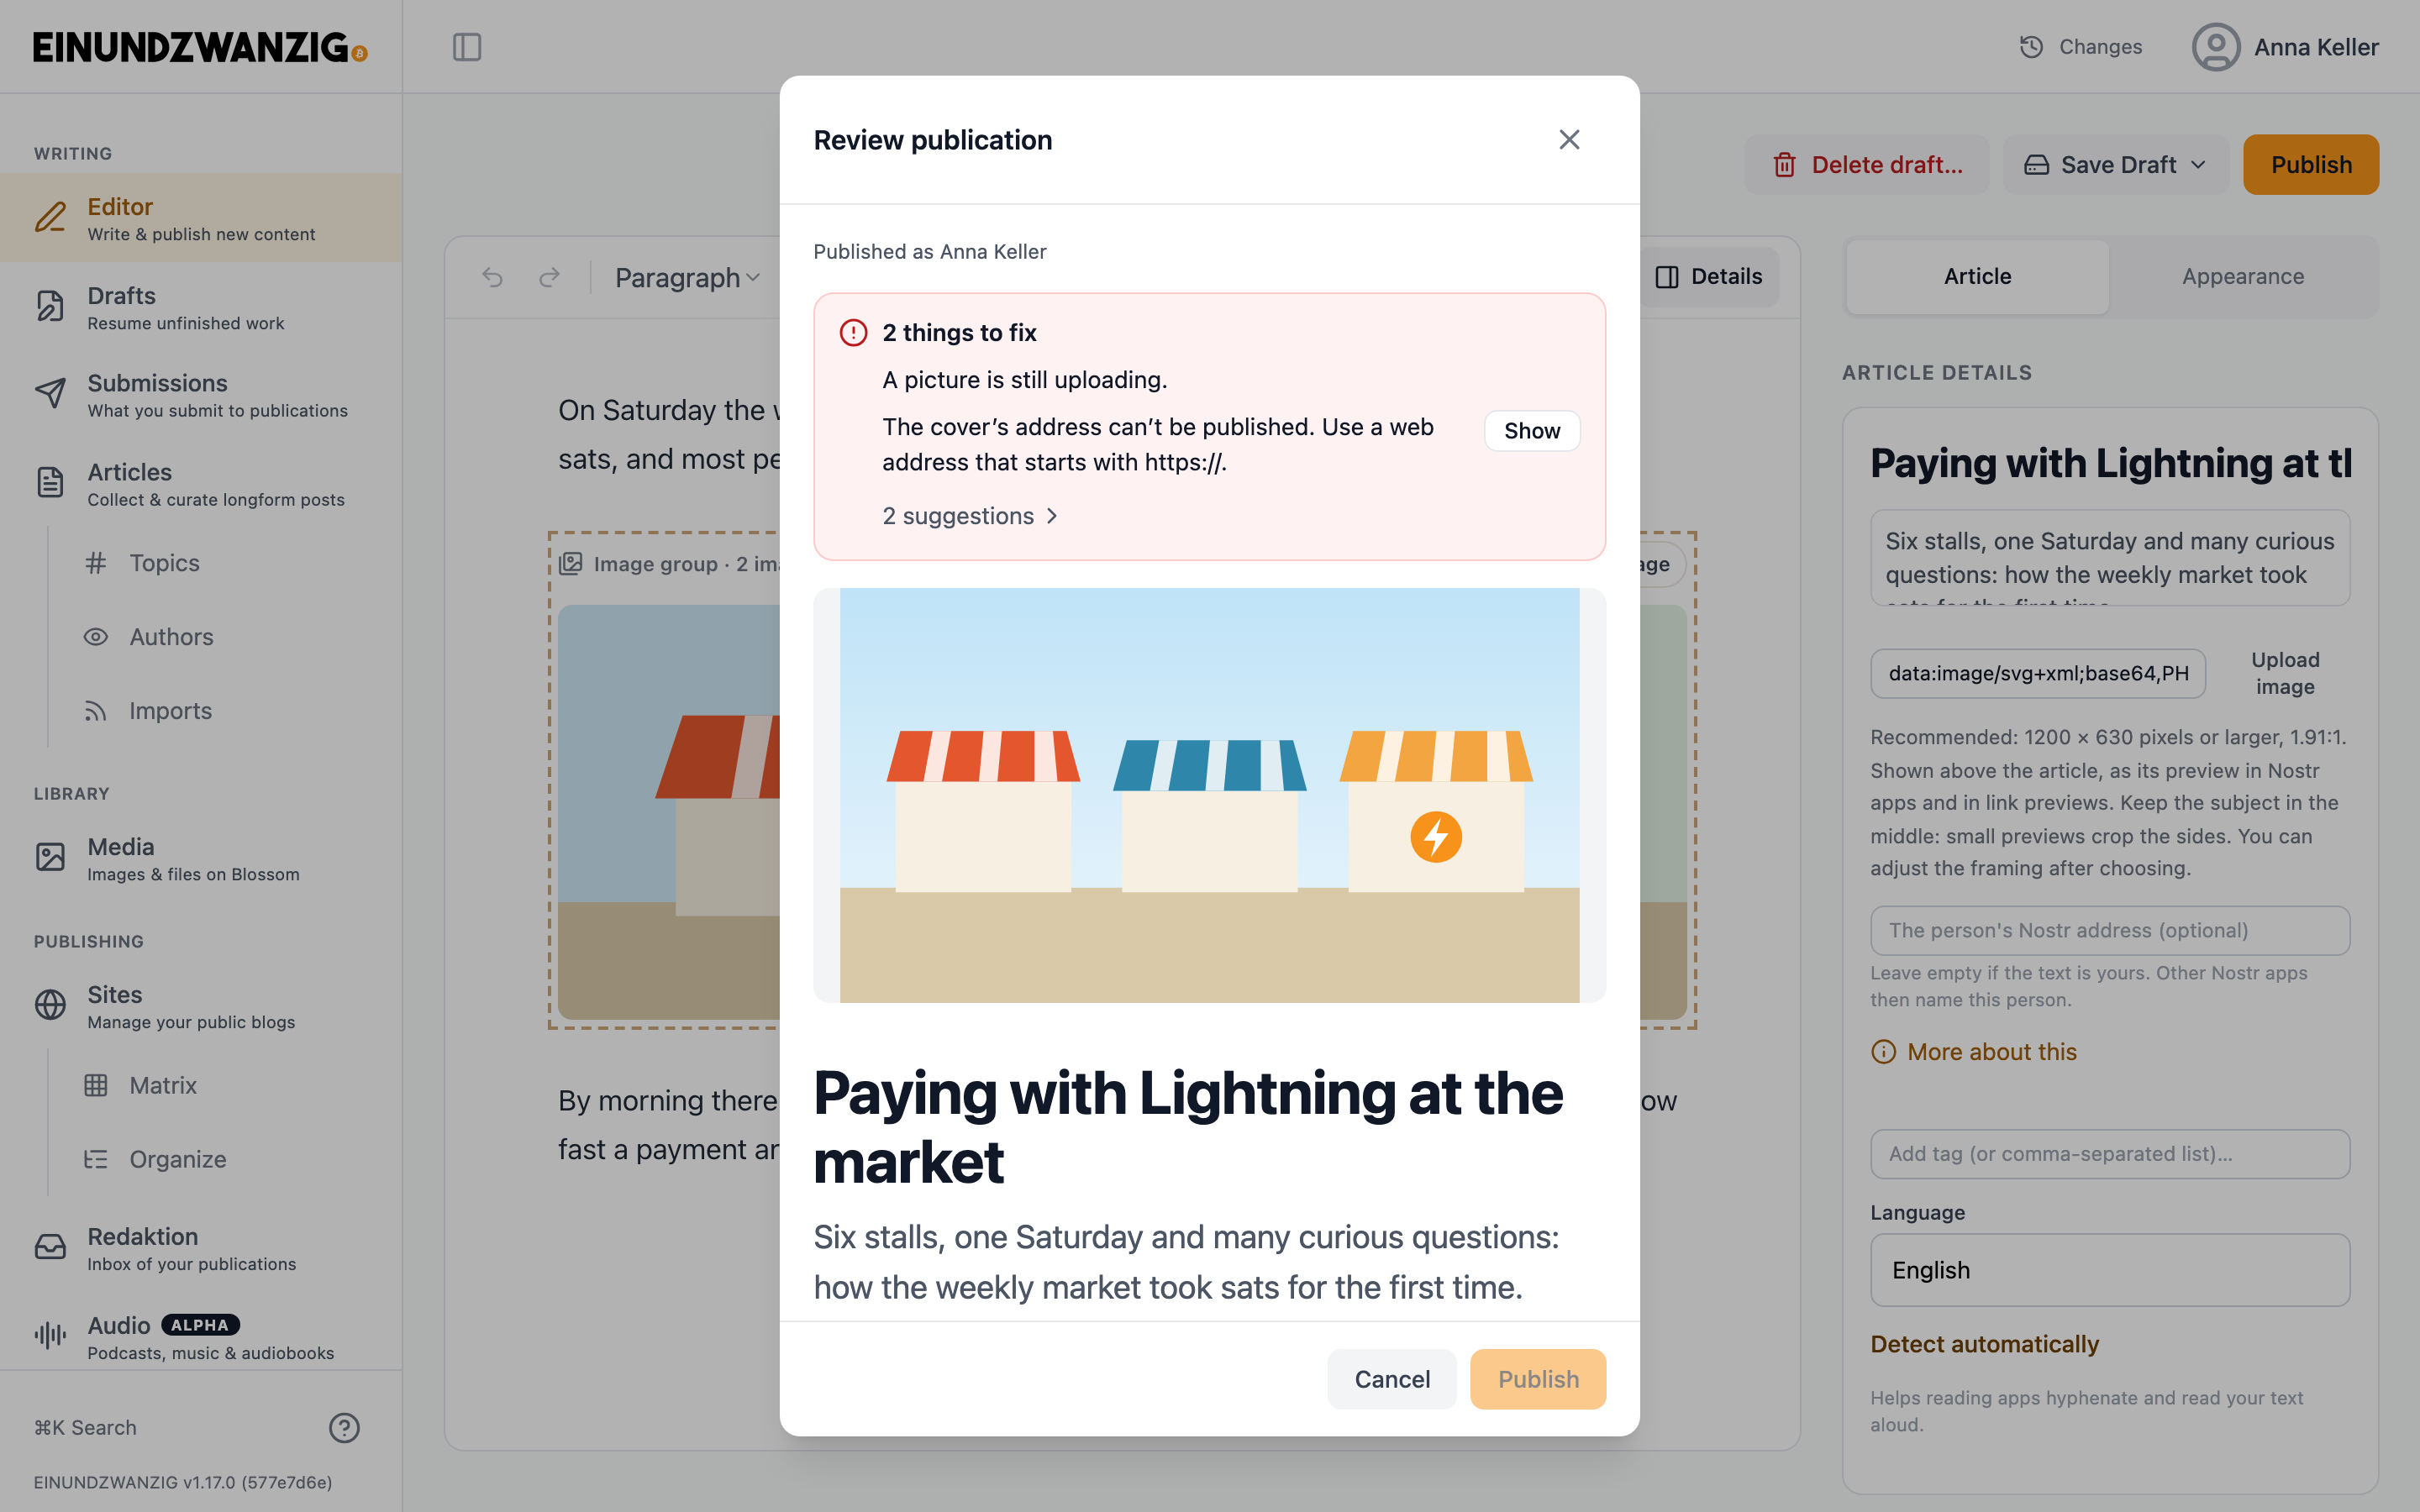 EINUNDZWANZIG
Changes
Anna Keller
WRITING
Editor
Write & publish new content
Drafts
Resume unfinished work
Submissions
What you submit to publications
Articles
Collect & curate longform posts
Topics
Authors
Imports
LIBRARY
Media
Images & files on Blossom
PUBLISHING
Sites
Manage your public blogs
Matrix
Organize
Redaktion
Inbox of your publications
Audio ALPHA
Podcasts, music & audiobooks
⌘K Search
EINUNDZWANZIG v1.17.0 (577e7d6e)
Delete draft...
Save Draft
Publish
Paragraph
Details
On Saturday the
sats, and most
Image group · 2
By morning there
fast a payment
Review publication
Published as Anna Keller
2 things to fix
A picture is still uploading.
The cover’s address can’t be published. Use a web
address that starts with https://.
Show
2 suggestions
Paying with Lightning at the
market
Six stalls, one Saturday and many curious questions:
how the weekly market took sats for the first time.
Cancel
Publish
Article
Appearance
ARTICLE DETAILS
Paying with Lightning at
Six stalls, one Saturday and many curious
questions: how the weekly market took
sats for the first time
data:image/svg+xml;base64,PH
Upload
image
Recommended: 1200 × 630 pixels or larger, 1.91:1.
Shown above the article, as its preview in Nostr
apps and in link previews. Keep the subject in the
middle: small previews crop the sides. You can
adjust the framing after choosing.
The person's Nostr address (optional)
Leave empty if the text is yours. Other Nostr apps
then name this person.
More about this
Add tag (or comma-separated list)...
Language
English
Detect automatically
Helps reading apps hyphenate and read your text
aloud.